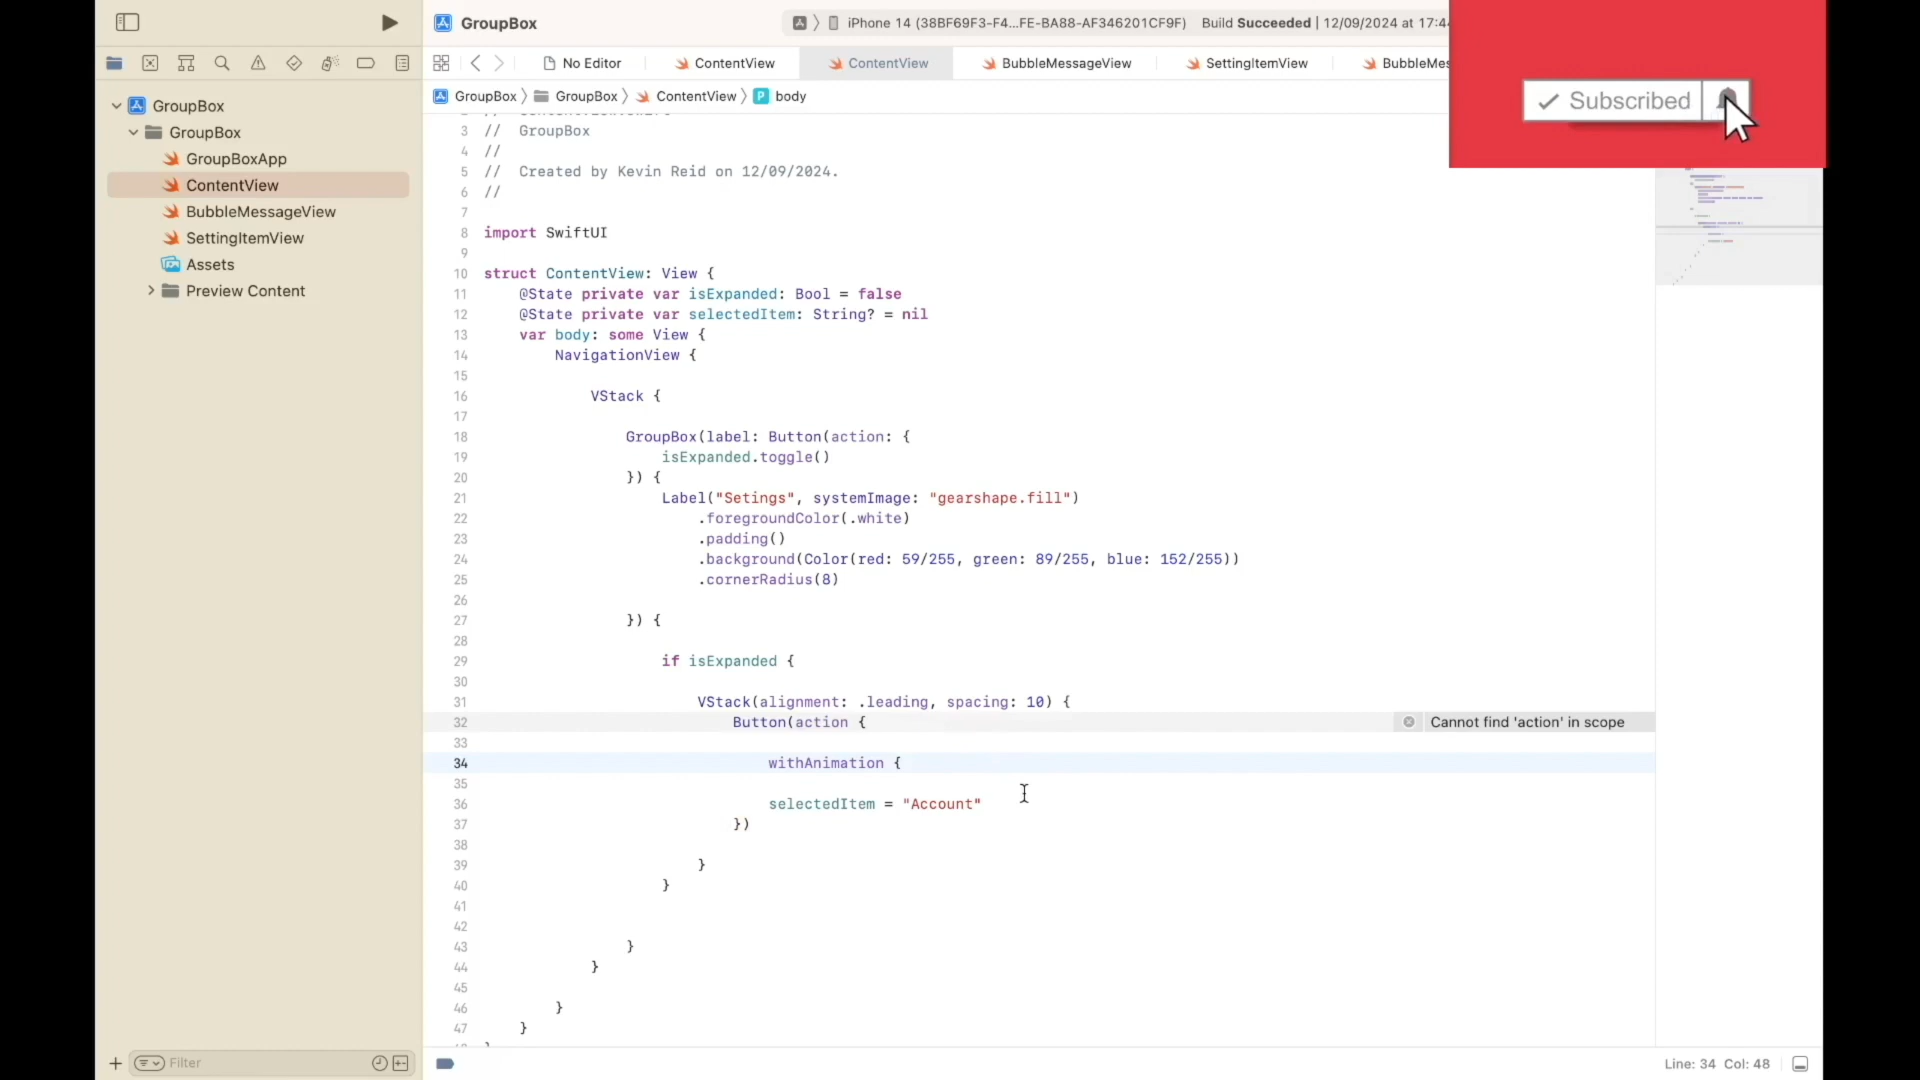 GroupBox
iPhone 14 (38BF69F3-F4...FE-BA88-AF346201CF9F)
Build Succeeded | 12/09/2024 at 17:4
Subscribed
No Editor
ContentView
ContentView
BubbleMessageView
SettingItemView
BubbleMes
GroupBox 〉 GroupBox 〉 ContentView 〉 P body
GroupBox
GroupBox
GroupBoxApp
ContentView
BubbleMessageView
SettingItemView
Assets
Preview Content
3 //  GroupBox
4 //
5 //  Created by Kevin Reid on 12/09/2024.
6 //
7
8 import SwiftUI
9
10 struct ContentView: View {
11 @State private var isExpanded: Bool = false
12 @State private var selectedItem: String? = nil
13 var body: some View {
14 NavigationView {
15
16 VStack {
17
18 GroupBox(label: Button(action: {
19 isExpanded.toggle()
20 }) {
21 Label("Setings", systemImage: "gearshape.fill")
22 .foregroundColor(.white)
23 .padding()
24 .background(Color(red: 59/255, green: 89/255, blue: 152/255))
25 .cornerRadius(8)
26
27 }) {
28
29 if isExpanded {
30
31 VStack(alignment: .leading, spacing: 10) {
32 Button(action { Cannot find 'action' in scope
33
34 withAnimation {
35
36 selectedItem = "Account"
37 })
38
39 }
40 }
41
42
43 }
44 }
45
46 }
47 }
Filter
Line: 34 Col: 48